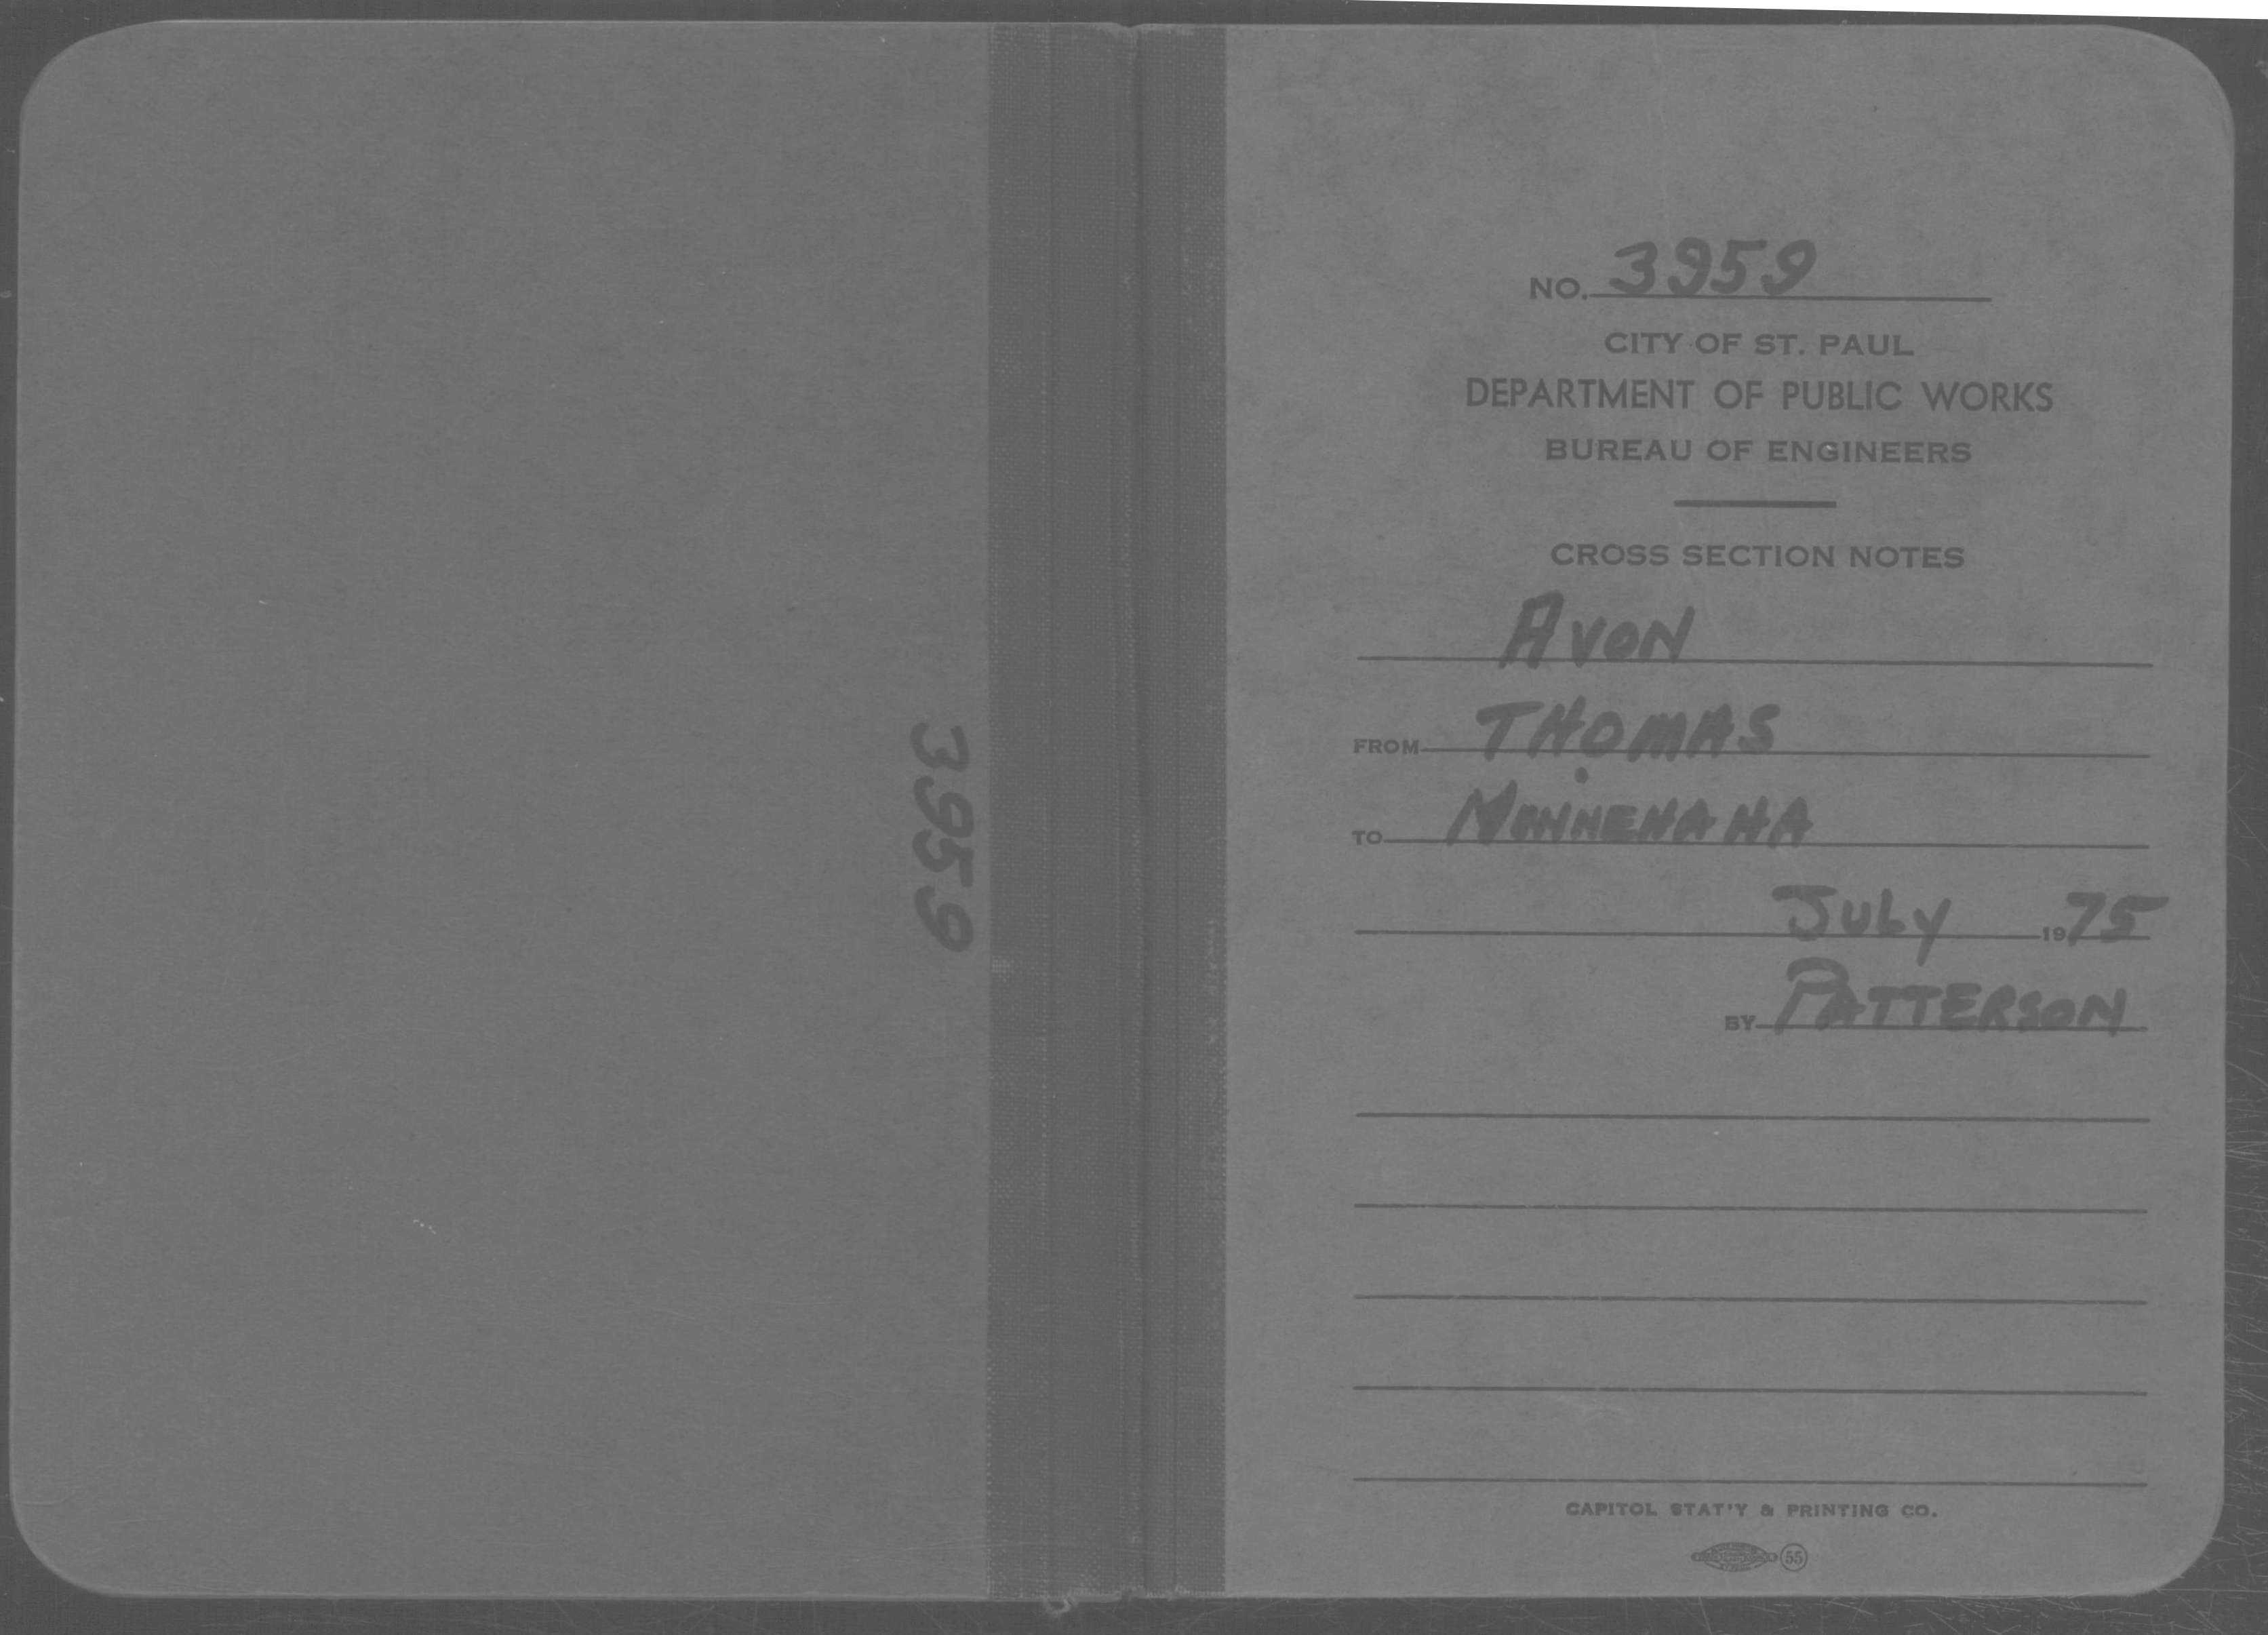 3959
NO. 3959
CITY OF ST. PAUL
DEPARTMENT OF PUBLIC WORKS
BUREAU OF ENGINEERS
CROSS SECTION NOTES
AVON
FROM THOMAS
TO MINNEHAHA
JULY 1975
BY PATTERSON
CAPITOL STAT'Y & PRINTING CO.
55